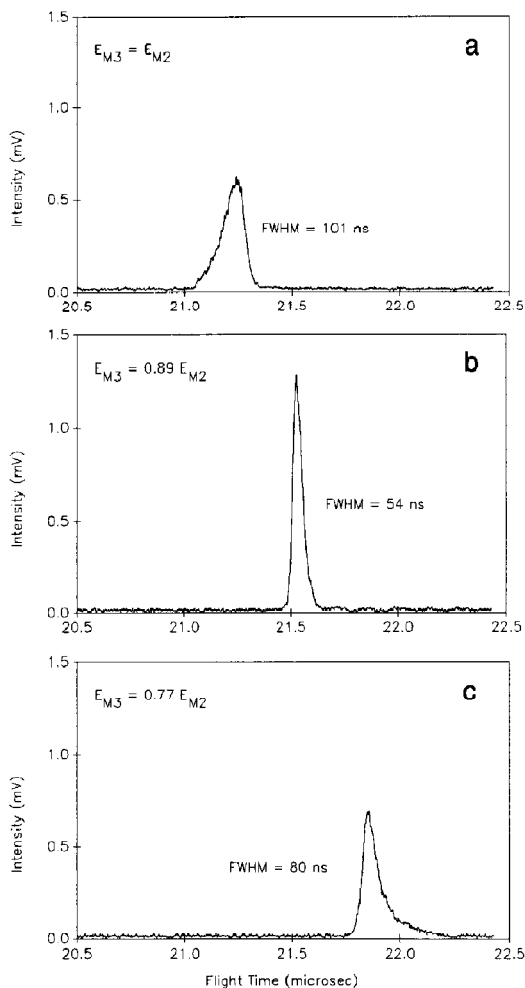 a
E_M3 = E_M2
FWHM = 101 ns
Intensity (mV)
1.5
1.0
0.5
0.0
20.5 21.0 21.5 22.0 22.5
b
E_M3 = 0.89 E_M2
FWHM = 54 ns
Intensity (mV)
1.5
1.0
0.5
0.0
20.5 21.0 21.5 22.0 22.5
c
E_M3 = 0.77 E_M2
FWHM = 80 ns
Intensity (mV)
1.5
1.0
0.5
0.0
20.5 21.0 21.5 22.0 22.5
Flight Time (microsec)